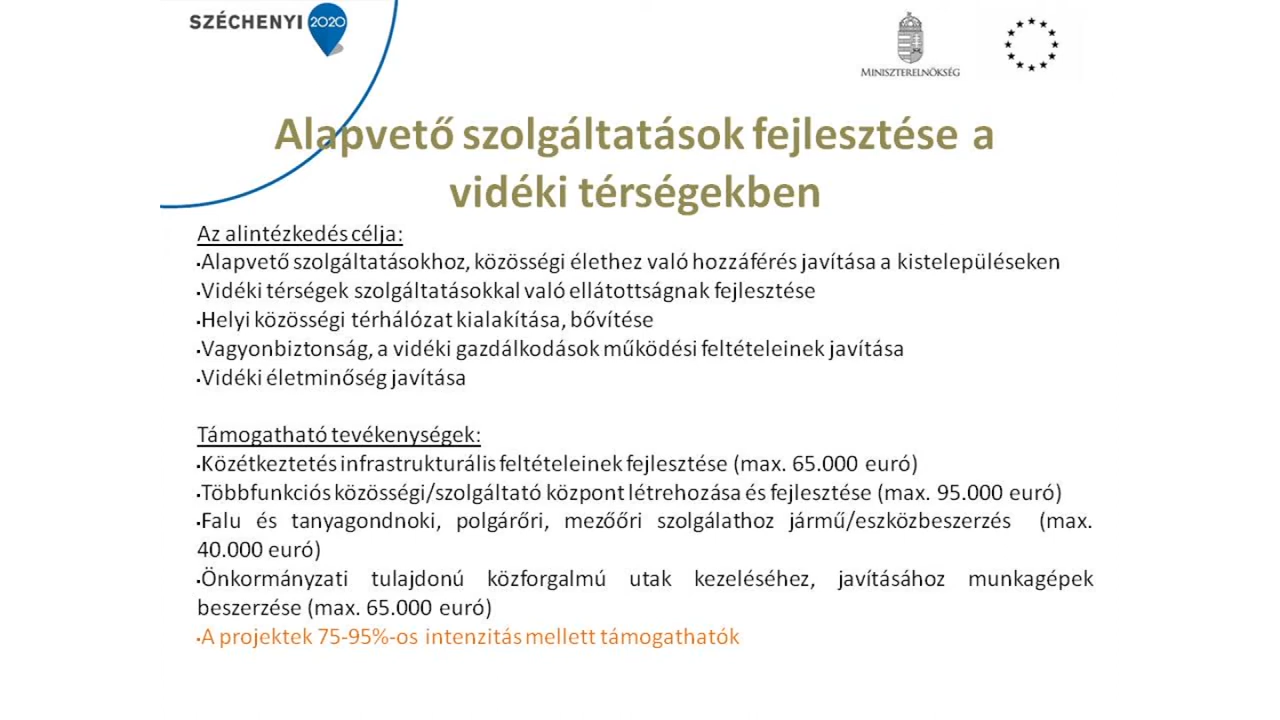 SZÉCHENYI 2020
MINISZTERELNÖKSÉG
Alapvető szolgáltatások fejlesztése a
vidéki térségekben
Az alintézkedés célja:
•Alapvető szolgáltatásokhoz, közösségi élethez való hozzáférés javítása a kistelepüléseken
•Vidéki térségek szolgáltatásokkal való ellátottságnak fejlesztése
•Helyi közösségi térhálózat kialakítása, bővítése
•Vagyonbiztonság, a vidéki gazdálkodások működési feltételeinek javítása
•Vidéki életminőség javítása
Támogatható tevékenységek:
•Közétkeztetés infrastrukturális feltételeinek fejlesztése (max. 65.000 euró)
•Többfunkciós közösségi/szolgáltató központ létrehozása és fejlesztése (max. 95.000 euró)
•Falu és tanyagondnoki, polgárőri, mezőőri szolgálathoz jármű/eszközbeszerzés (max.
40.000 euró)
•Önkormányzati tulajdonú közforgalmú utak kezeléséhez, javításához munkagépek
beszerzése (max. 65.000 euró)
•A projektek 75-95%-os intenzitás mellett támogathatók